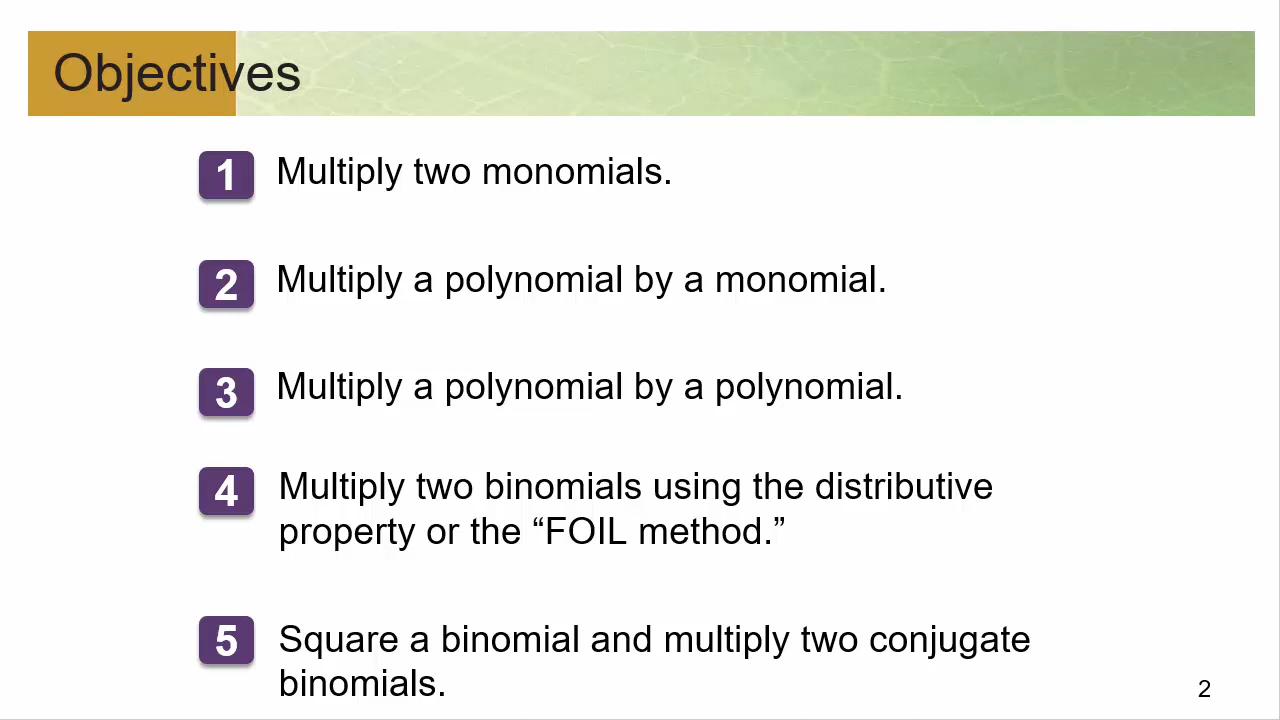 Objectives
1 Multiply two monomials.
2 Multiply a polynomial by a monomial.
3 Multiply a polynomial by a polynomial.
4 Multiply two binomials using the distributive
property or the “FOIL method.”
5 Square a binomial and multiply two conjugate
binomials.
2